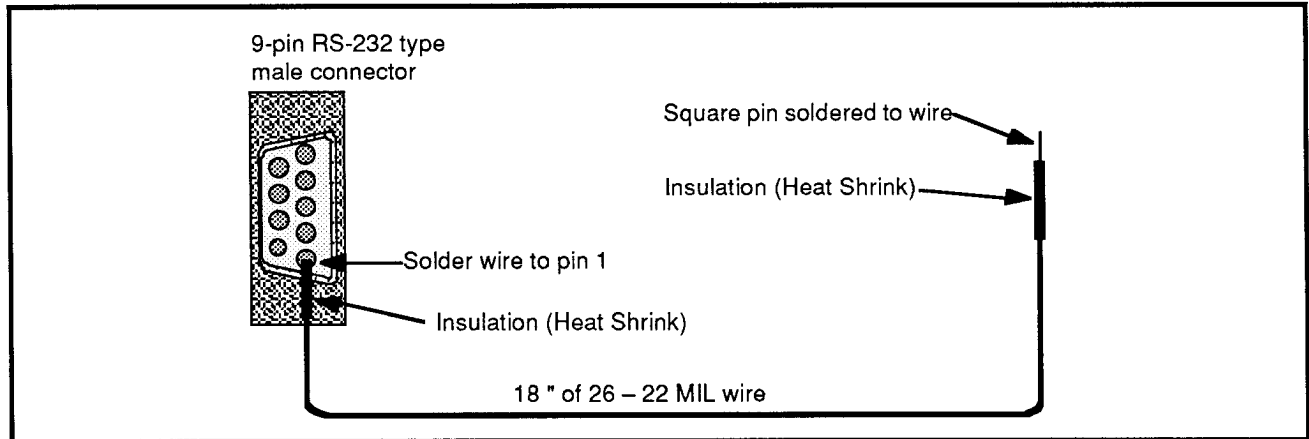 9-pin RS-232 type
male connector
Square pin soldered to wire
Insulation (Heat Shrink)
Solder wire to pin 1
Insulation (Heat Shrink)
18 " of 26 – 22 MIL wire